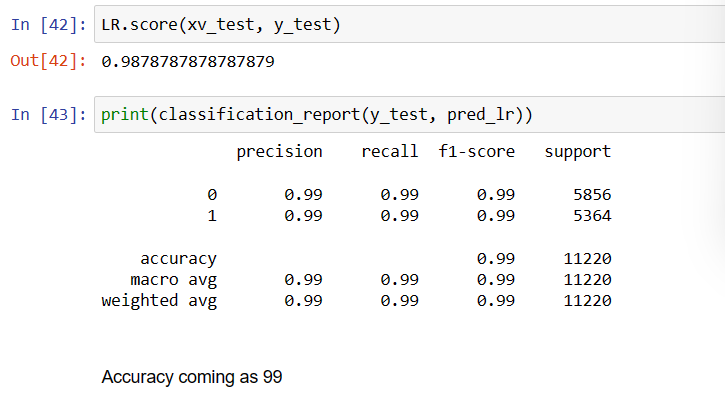 In [42]: LR.score(xv_test, y_test)
Out[42]: 0.9878787878787879
In [43]: print(classification_report(y_test, pred_lr))
precision recall f1-score support
0 0.99 0.99 0.99 5856
1 0.99 0.99 0.99 5364
accuracy 0.99 11220
macro avg 0.99 0.99 0.99 11220
weighted avg 0.99 0.99 0.99 11220
Accuracy coming as 99